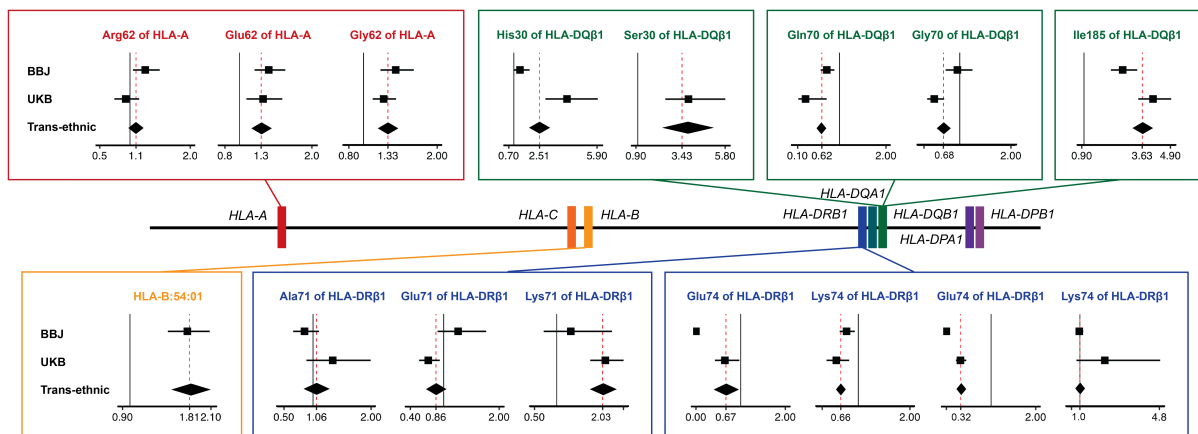 Arg62 of HLA-A Glu62 of HLA-A Gly62 of HLA-A
BBJ
UKB
Trans-ethnic
0.5 1.1 2.0 0.8 1.3 2.0 0.80 1.33 2.00
His30 of HLA-DQβ1 Ser30 of HLA-DQβ1
0.70 2.51 5.90 0.90 3.43 5.80
Gln70 of HLA-DQβ1 Gly70 of HLA-DQβ1
0.10 0.62 2.00 0.68 2.00
Ile185 of HLA-DQβ1
0.90 3.63 4.90
HLA-A HLA-C HLA-B HLA-DRB1 HLA-DQA1 HLA-DQB1 HLA-DPA1 HLA-DPB1
HLA-B:54:01
BBJ
UKB
Trans-ethnic
0.90 1.81 2.10
Ala71 of HLA-DRβ1 Glu71 of HLA-DRβ1 Lys71 of HLA-DRβ1
0.50 1.06 2.00 0.40 0.86 2.00 0.50 2.03
Glu74 of HLA-DRβ1 Lys74 of HLA-DRβ1 Glu74 of HLA-DRβ1 Lys74 of HLA-DRβ1
0.00 0.67 2.00 0.66 2.00 0.32 2.00 1.0 4.8